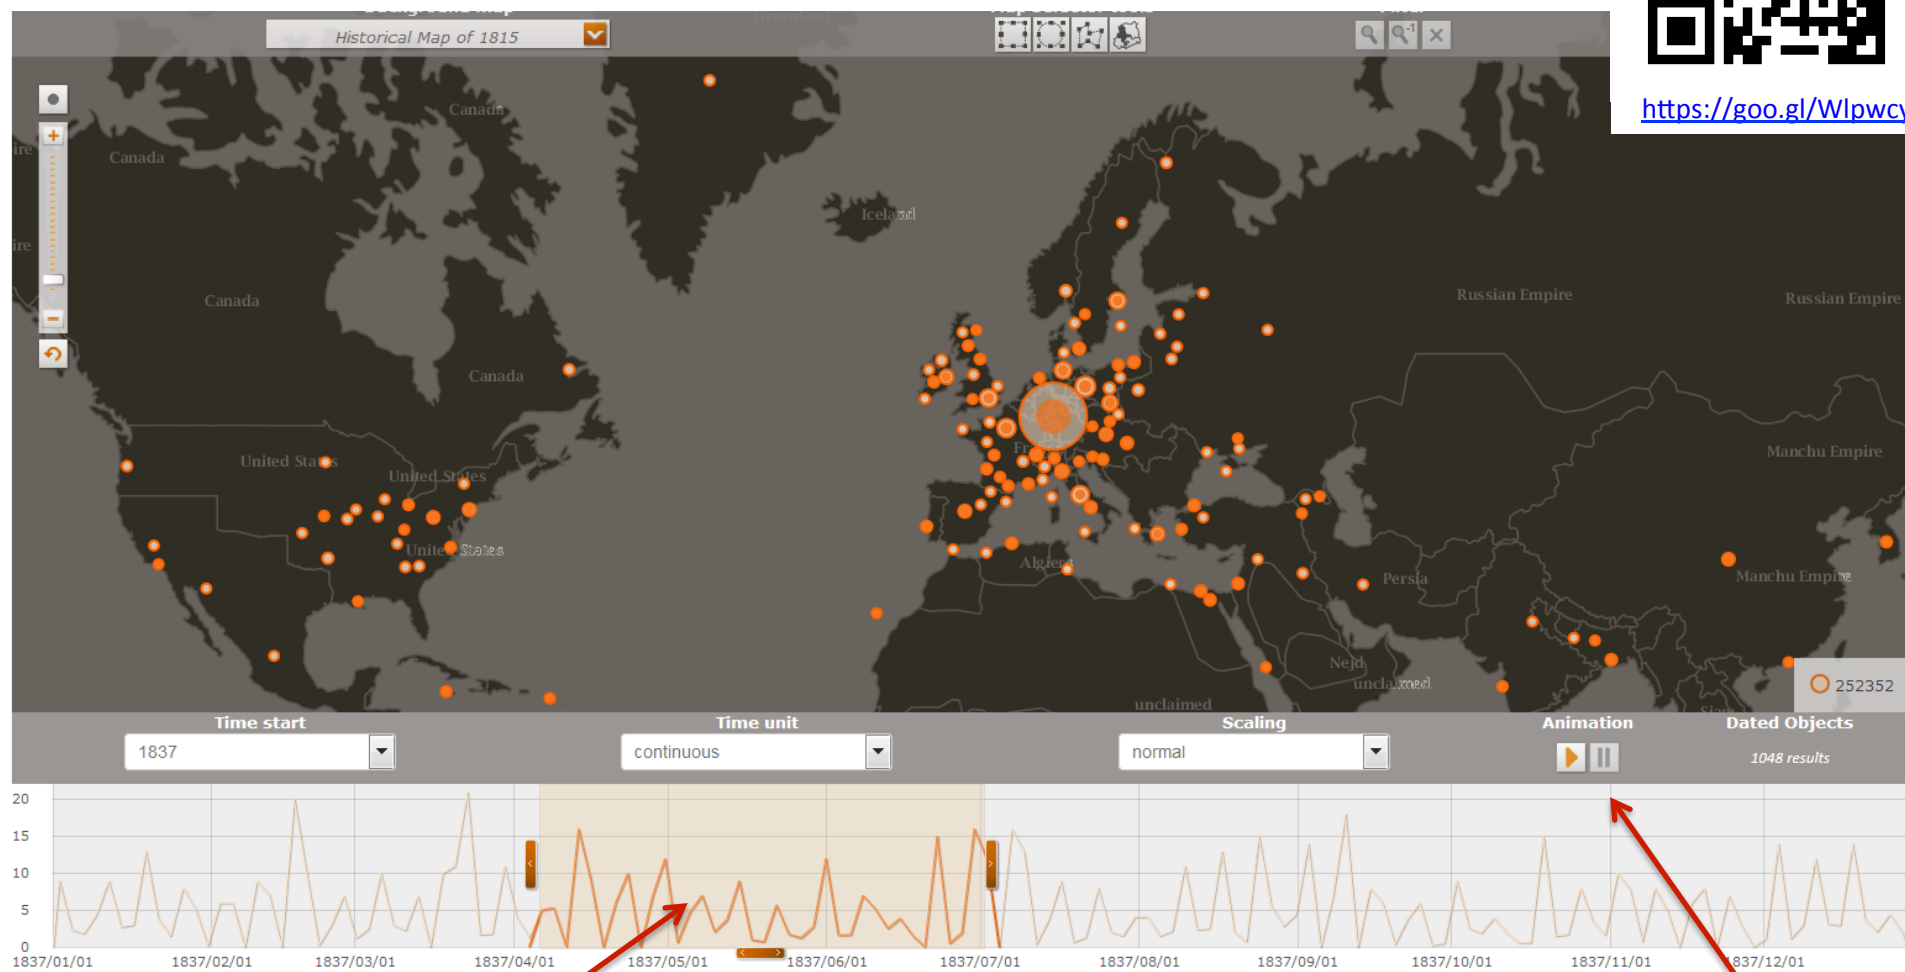 Historical Map of 1815
https://goo.gl/Wlpwcy
Canada
Canada
Iceland
Canada
Russian Empire
Russian Empire
Canada
United States
United States
Manchu Empire
United States
Algiers
Persia
Manchu Empire
Nejd
unclaimed
unclaimed
252352
Time start
Time unit
Scaling
Animation
Dated Objects
1837
continuous
normal
1048 results
20
15
10
5
0
1837/01/01
1837/02/01
1837/03/01
1837/04/01
1837/05/01
1837/06/01
1837/07/01
1837/08/01
1837/09/01
1837/10/01
1837/11/01
1837/12/01